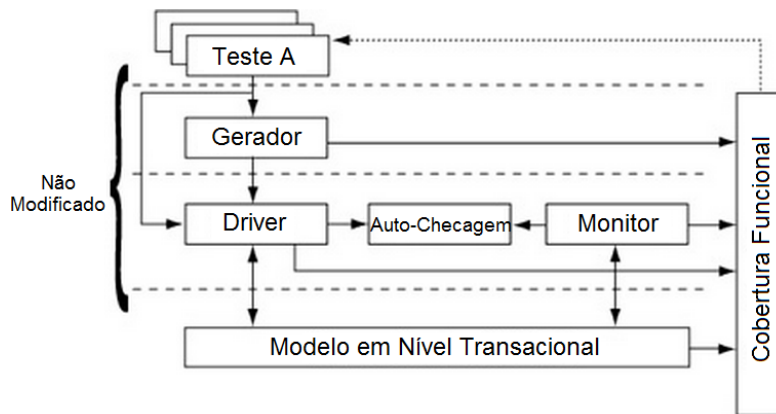 Teste A
Gerador
Não
Modificado
Driver
Auto-Checagem
Monitor
Modelo em Nível Transacional
Cobertura Funcional